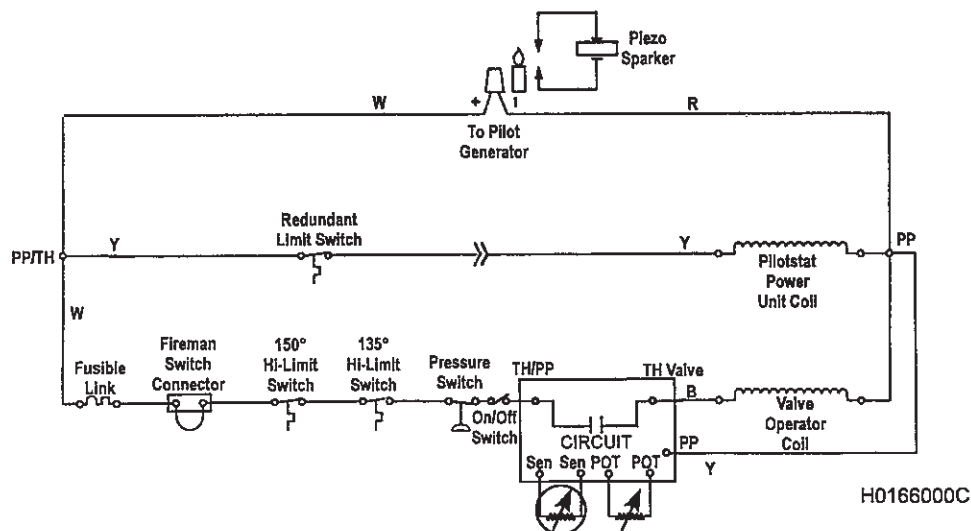 Piezo
Sparker
W
+
1
R
To Pilot
Generator
Redundant
Limit Switch
PP/TH
Y
Y
PP
Pilotstat
Power
Unit Coil
W
Fusible
Link
Fireman
Switch
Connector
150°
Hi-Limit
Switch
135°
Hi-Limit
Switch
Pressure
Switch
On/Off
Switch
TH/PP
TH Valve
B
Valve
Operator
Coil
CIRCUIT
PP
Y
Sen Sen POT POT
H0166000C